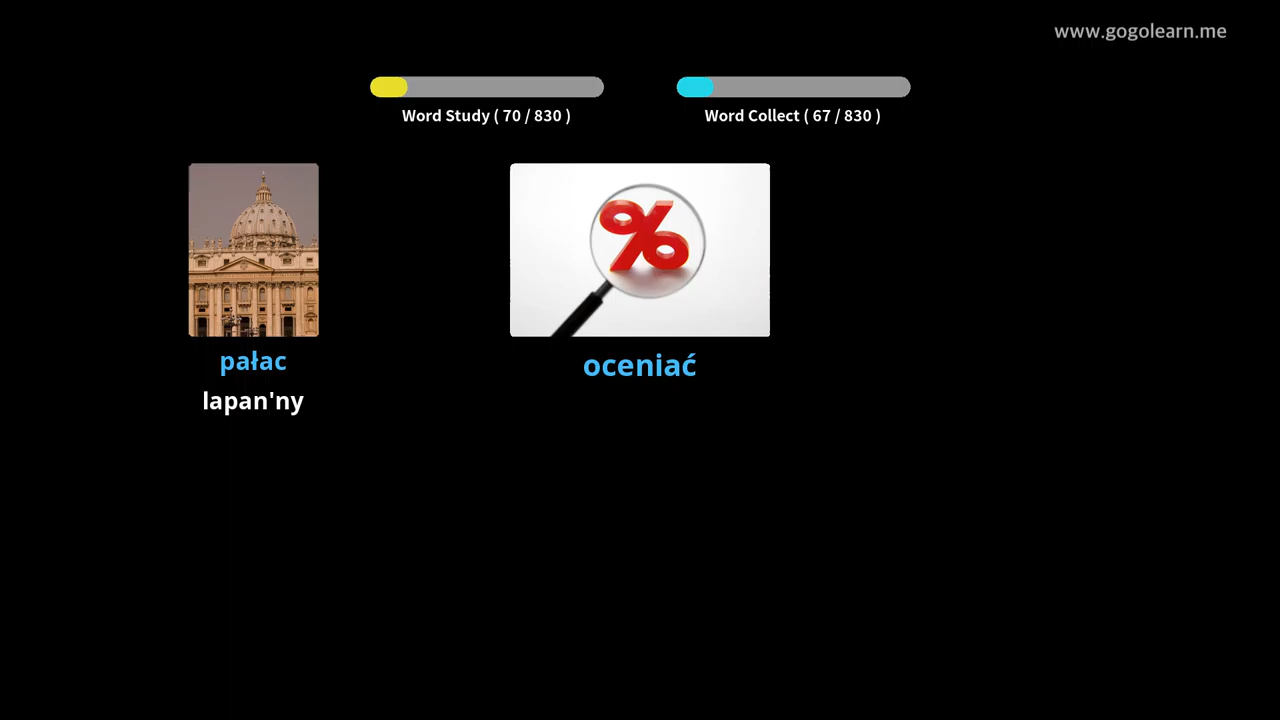 www.gogolearn.me
Word Study ( 70 / 830 )
Word Collect ( 67 / 830 )
pałac
lapan'ny
oceniać
%